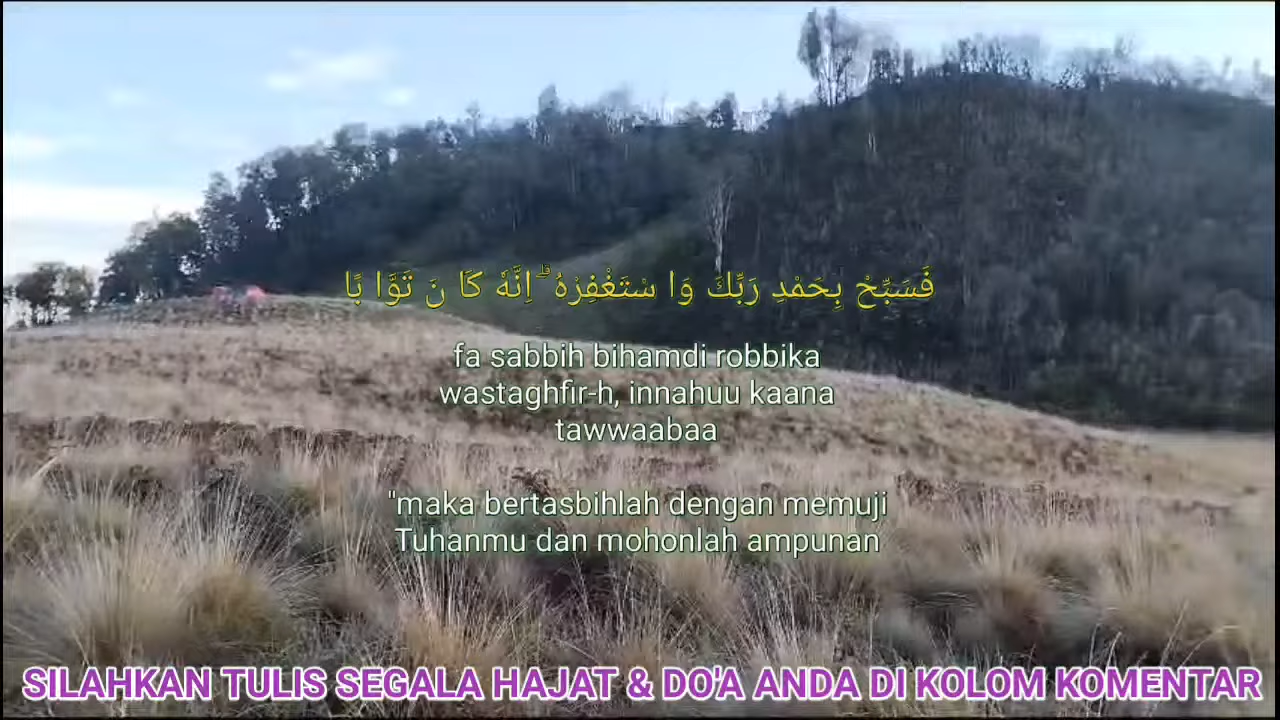 فَسَبِّحْ بِحَمْدِ رَبِّكَ وَا سْتَغْفِرْهُ ۗ اِنَّهٗ كَا نَ تَوَّا بًا
fa sabbih bihamdi robbika
wastaghfir-h, innahuu kaana
tawwaabaa
"maka bertasbihlah dengan memuji
Tuhanmu dan mohonlah ampunan
SILAHKAN TULIS SEGALA HAJAT & DO'A ANDA DI KOLOM KOMENTAR